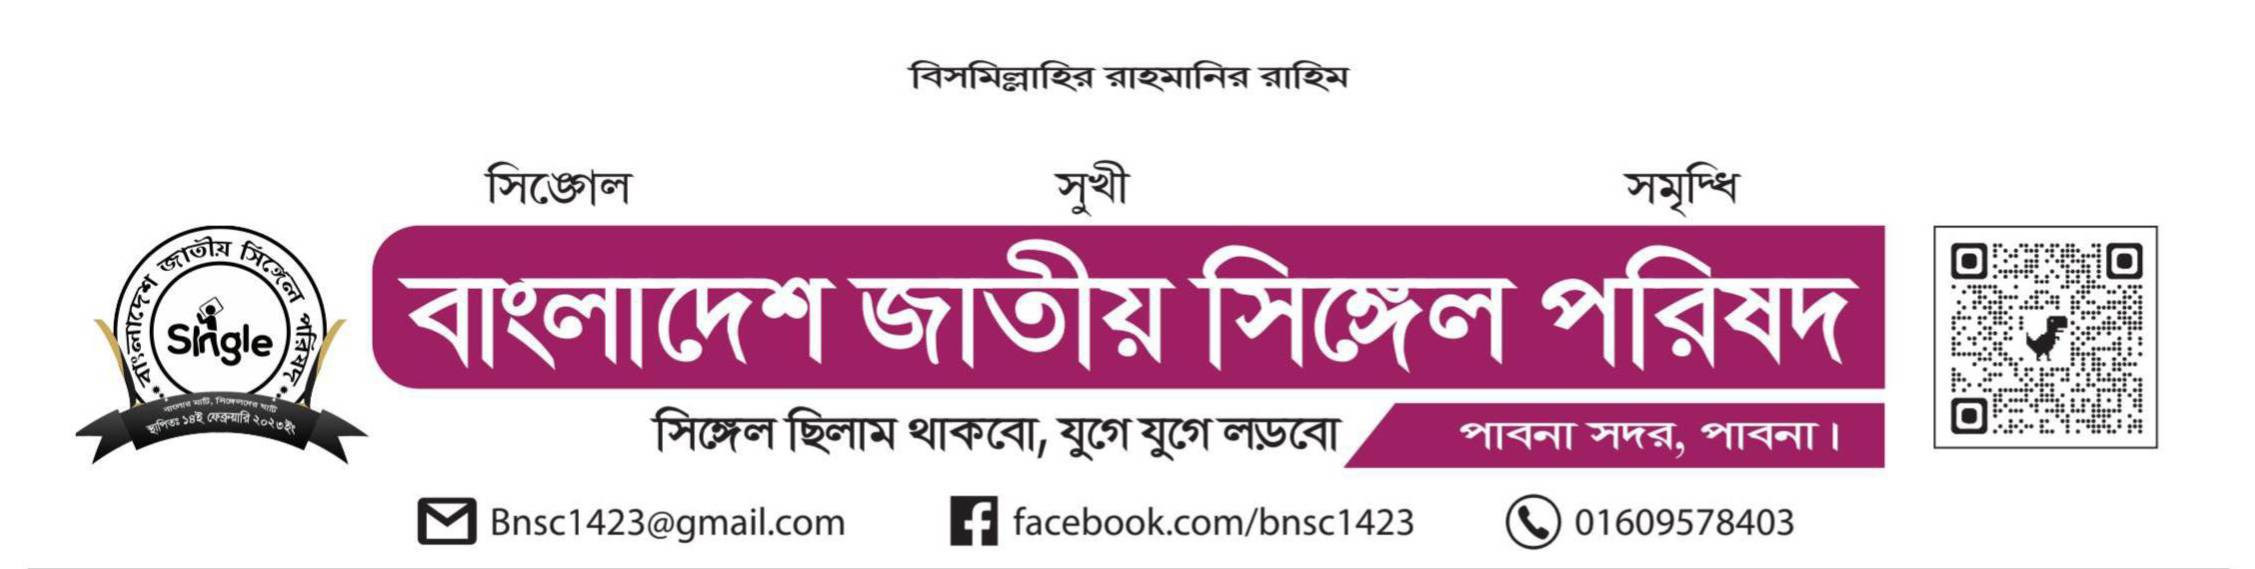 বিসমিল্লাহির রাহমানির রাহিম
সিঙ্গেল সুখী সমৃদ্ধি
বাংলাদেশ জাতীয় সিঙ্গেল পরিষদ
Single
বাংলার মাটি, সিঙ্গেলদের ঘাটি
স্থাপিতঃ ১৪ই ফেব্রুয়ারি ২০২৩ইং
বাংলাদেশ জাতীয় সিঙ্গেল পরিষদ
সিঙ্গেল ছিলাম থাকবো, যুগে যুগে লড়বো
পাবনা সদর, পাবনা।
Bnsc1423@gmail.com facebook.com/bnsc1423 01609578403